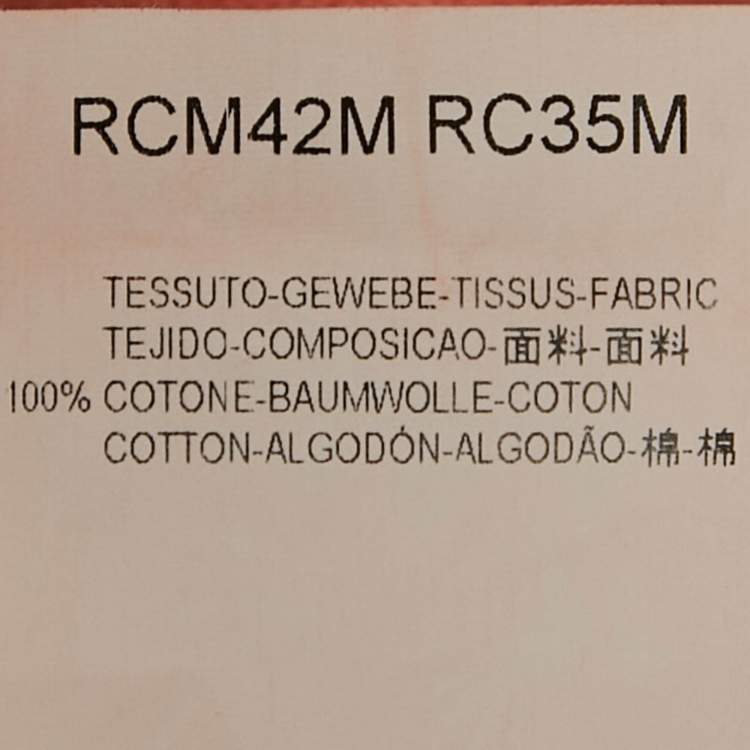 RCM42M RC35M
TESSUTO-GEWEBE-TISSUS-FABRIC
TEJIDO-COMPOSICAO-面料-面料
100% COTONE-BAUMWOLLE-COTON
COTTON-ALGODÓN-ALGODÃO-棉-棉